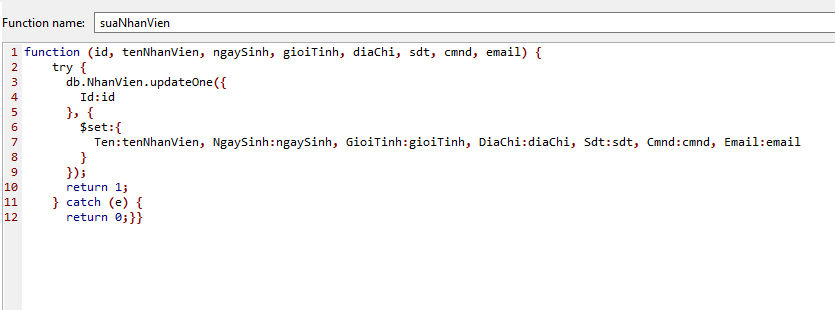 Function name: suaNhanVien
1 function (id, tenNhanVien, ngaySinh, gioiTinh, diaChi, sdt, cmnd, email) {
2 try {
3 db.NhanVien.updateOne({
4 Id:id
5 }, {
6 $set:{
7 Ten:tenNhanVien, NgaySinh:ngaySinh, GioiTinh:gioiTinh, DiaChi:diaChi, Sdt:sdt, Cmnd:cmnd, Email:email
8 }
9 });
10 return 1;
11 } catch (e) {
12 return 0;}}